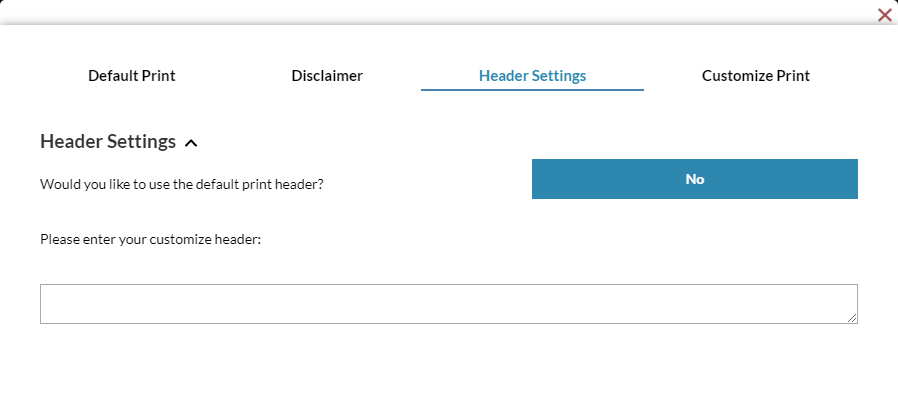 Default Print
Disclaimer
Header Settings
Customize Print
Header Settings
Would you like to use the default print header?
No
Please enter your customize header: